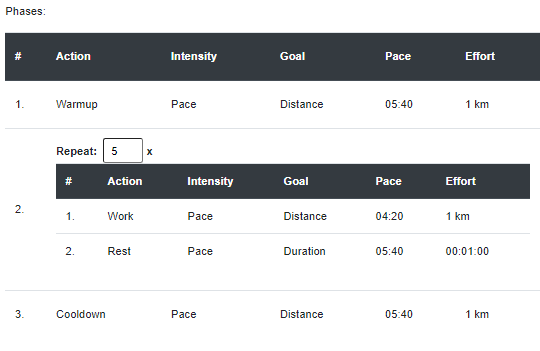 Phases:
# Action Intensity Goal Pace Effort
1. Warmup Pace Distance 05:40 1 km
Repeat: 5 x
# Action Intensity Goal Pace Effort
1. Work Pace Distance 04:20 1 km
2.
2. Rest Pace Duration 05:40 00:01:00
3. Cooldown Pace Distance 05:40 1 km